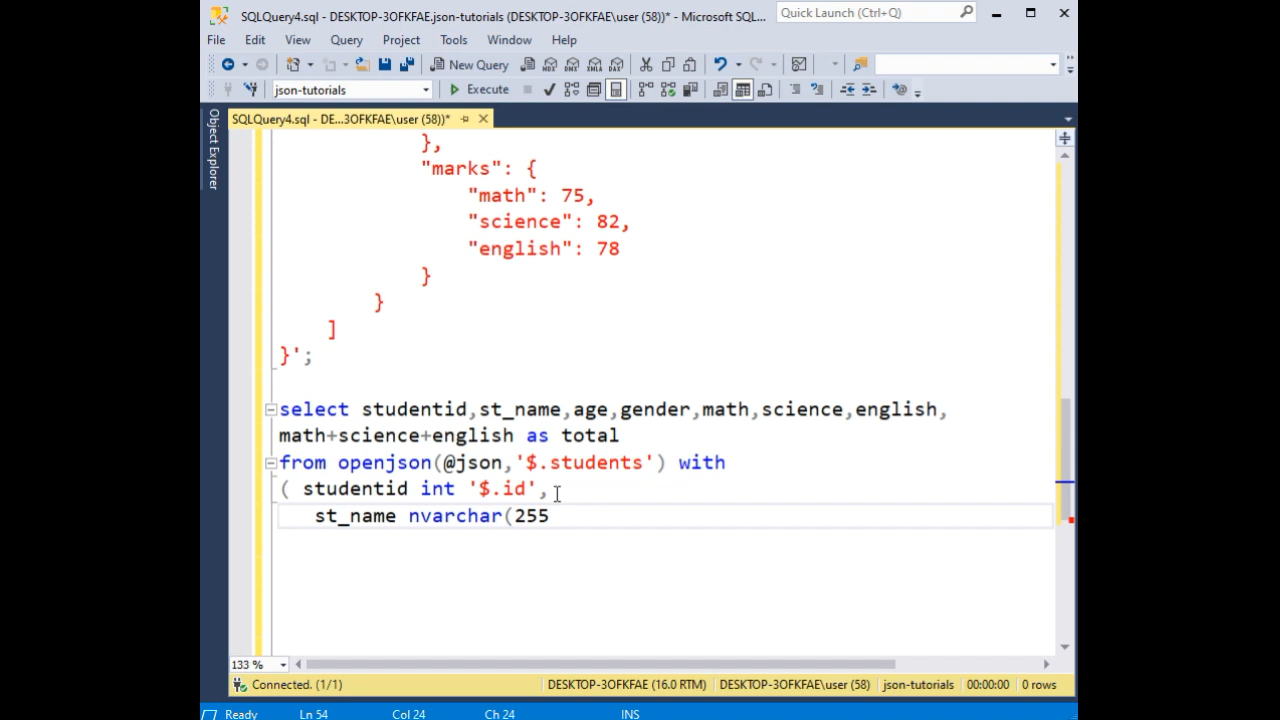 SQLQuery4.sql - DESKTOP-3OFKFAE.json-tutorials (DESKTOP-3OFKFAE\user (58))* - Microsoft SQL...
Quick Launch (Ctrl+Q)
File Edit View Query Project Tools Window Help
New Query
json-tutorials Execute
SQLQuery4.sql - DE...3OFKFAE\user (58))*
Object Explorer
},
"marks": {
"math": 75,
"science": 82,
"english": 78
}
}
]
}';
select studentid,st_name,age,gender,math,science,english,
math+science+english as total
from openjson(@json,'$.students') with
( studentid int '$.id',
st_name nvarchar(255
133 %
Connected. (1/1) DESKTOP-3OFKFAE (16.0 RTM) DESKTOP-3OFKFAE\user (58) json-tutorials 00:00:00 0 rows
Ready Ln 54 Col 24 Ch 24 INS